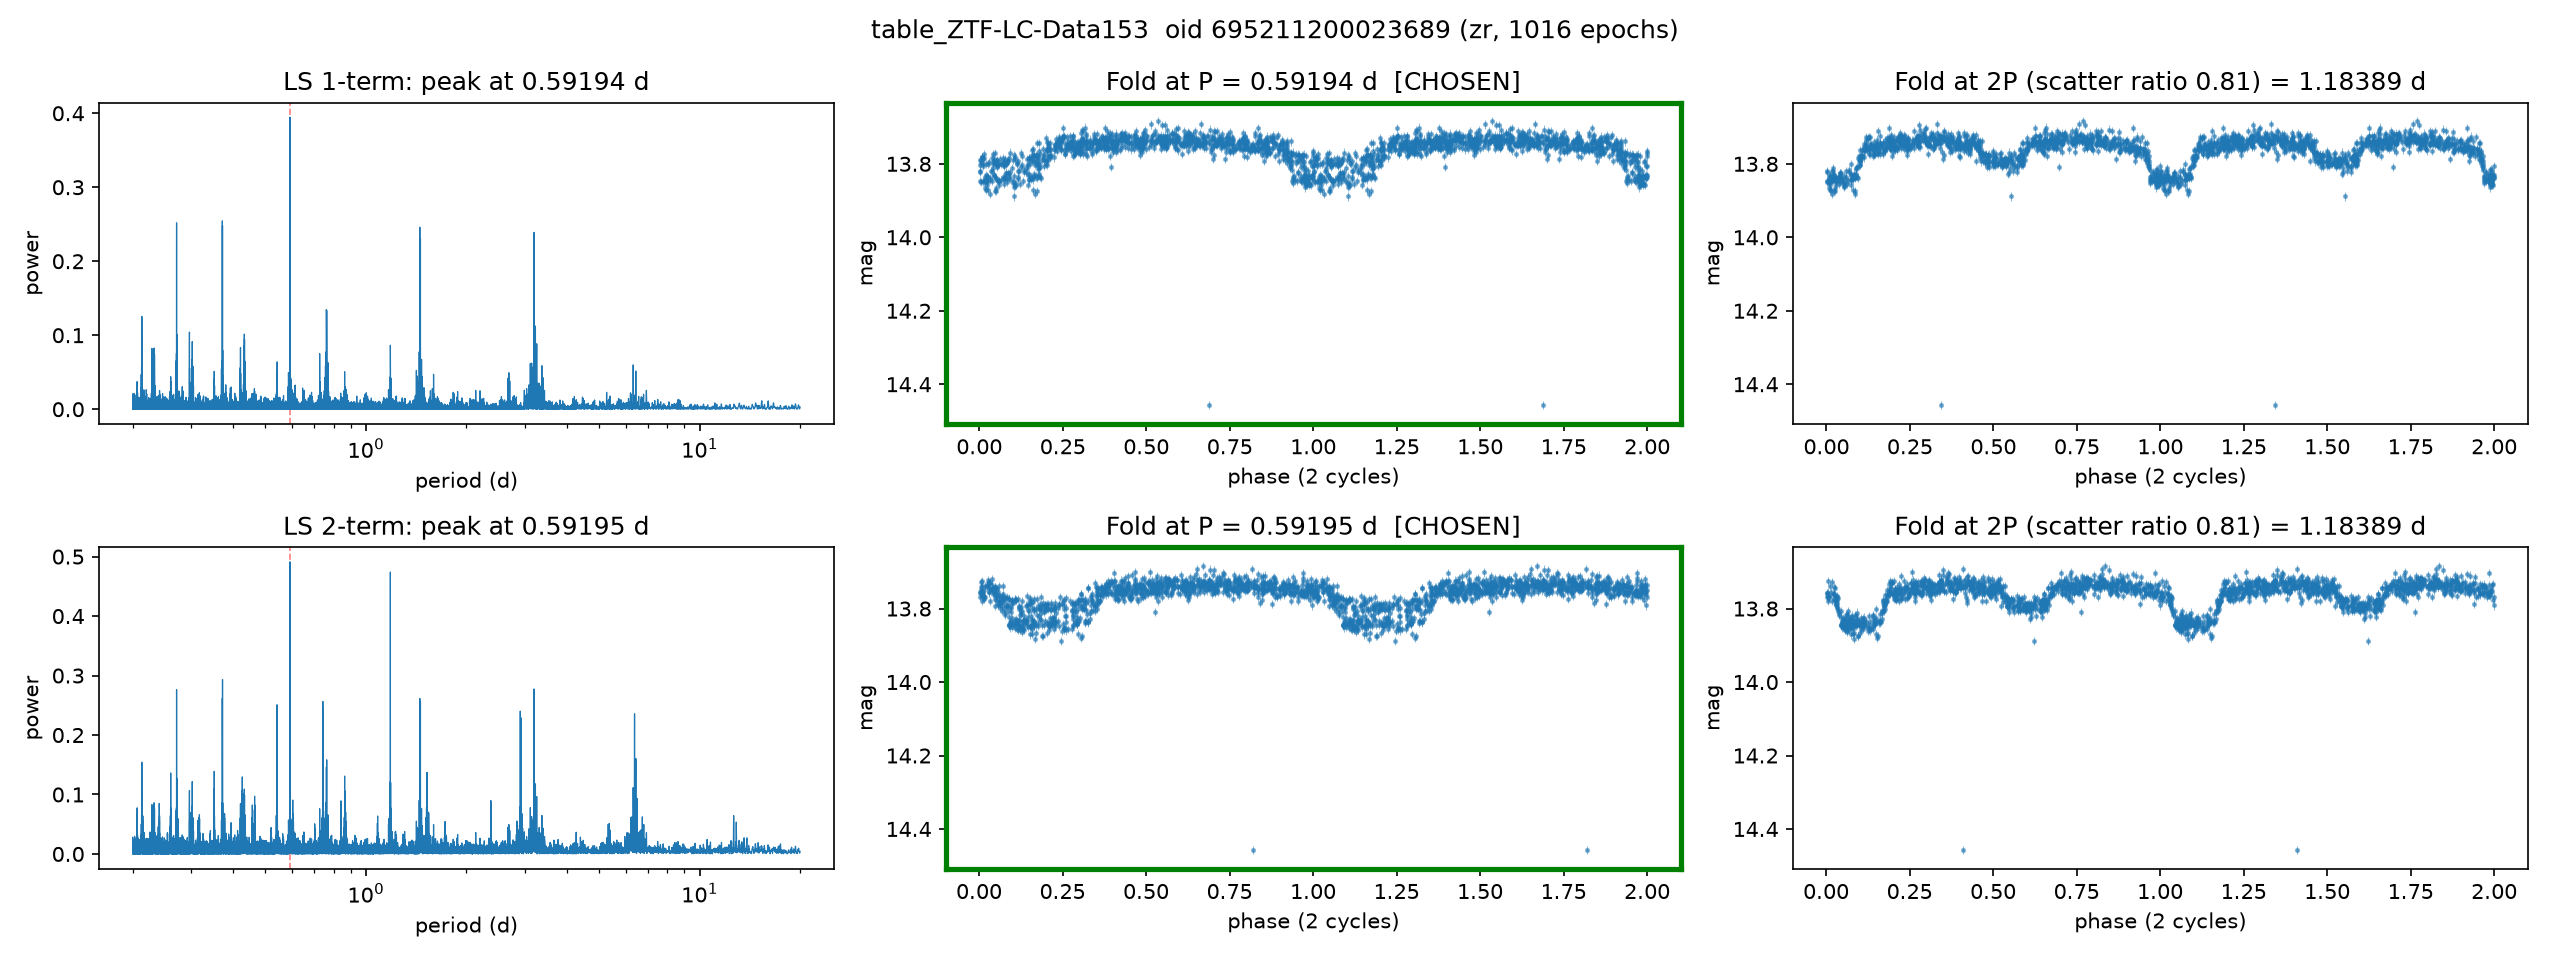 table_ZTF-LC-Data153  oid 695211200023689 (zr, 1016 epochs)
LS 1-term: peak at 0.59194 d
power
0.4
0.3
0.2
0.1
0.0
10^0
10^1
period (d)
Fold at P = 0.59194 d  [CHOSEN]
mag
13.8
14.0
14.2
14.4
0.00 0.25 0.50 0.75 1.00 1.25 1.50 1.75 2.00
phase (2 cycles)
Fold at 2P (scatter ratio 0.81) = 1.18389 d
mag
13.8
14.0
14.2
14.4
0.00 0.25 0.50 0.75 1.00 1.25 1.50 1.75 2.00
phase (2 cycles)
LS 2-term: peak at 0.59195 d
power
0.5
0.4
0.3
0.2
0.1
0.0
10^0
10^1
period (d)
Fold at P = 0.59195 d  [CHOSEN]
mag
13.8
14.0
14.2
14.4
0.00 0.25 0.50 0.75 1.00 1.25 1.50 1.75 2.00
phase (2 cycles)
Fold at 2P (scatter ratio 0.81) = 1.18389 d
mag
13.8
14.0
14.2
14.4
0.00 0.25 0.50 0.75 1.00 1.25 1.50 1.75 2.00
phase (2 cycles)